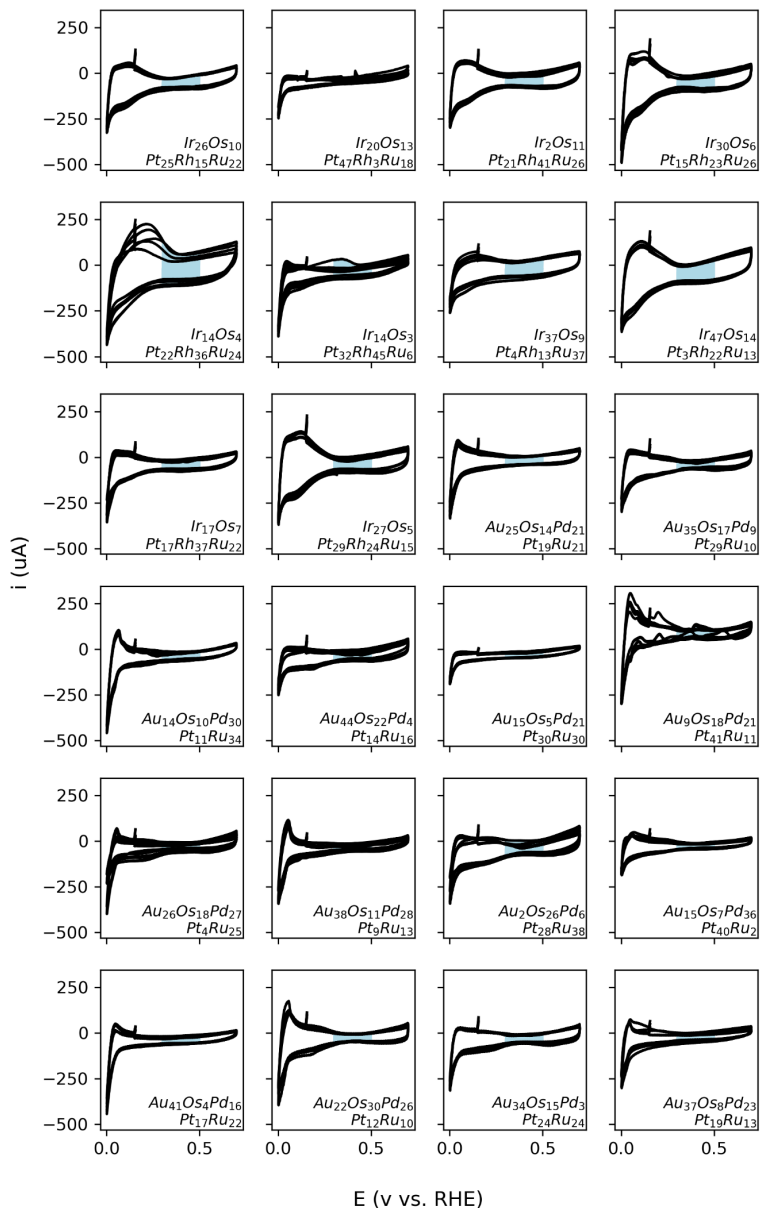 250
0
−250
−500
Ir₂₆Os₁₀
Pt₂₅Rh₁₅Ru₂₂
Ir₂₀Os₁₃
Pt₄₇Rh₃Ru₁₈
Ir₂Os₁₁
Pt₂₁Rh₄₁Ru₂₆
Ir₃₀Os₆
Pt₁₅Rh₂₃Ru₂₆
250
0
−250
−500
Ir₁₄Os₄
Pt₂₂Rh₃₆Ru₂₄
Ir₁₄Os₃
Pt₃₂Rh₄₅Ru₆
Ir₃₇Os₉
Pt₄Rh₁₃Ru₃₇
Ir₄₇Os₁₄
Pt₃Rh₂₂Ru₁₃
250
0
−250
−500
Ir₁₇Os₇
Pt₁₇Rh₃₇Ru₂₂
Ir₂₇Os₅
Pt₂₉Rh₂₄Ru₁₅
Au₂₅Os₁₄Pd₂₁
Pt₁₉Ru₂₁
Au₃₅Os₁₇Pd₉
Pt₂₉Ru₁₀
i (uA)
250
0
−250
−500
Au₁₄Os₁₀Pd₃₀
Pt₁₁Ru₃₄
Au₄₄Os₂₂Pd₄
Pt₁₄Ru₁₆
Au₁₅Os₅Pd₂₁
Pt₃₀Ru₃₀
Au₉Os₁₈Pd₂₁
Pt₄₁Ru₁₁
250
0
−250
−500
Au₂₆Os₁₈Pd₂₇
Pt₄Ru₂₅
Au₃₈Os₁₁Pd₂₈
Pt₉Ru₁₃
Au₂Os₂₆Pd₆
Pt₂₈Ru₃₈
Au₁₅Os₇Pd₃₆
Pt₄₀Ru₂
250
0
−250
−500
Au₄₁Os₄Pd₁₆
Pt₁₇Ru₂₂
Au₂₂Os₃₀Pd₂₆
Pt₁₂Ru₁₀
Au₃₄Os₁₅Pd₃
Pt₂₄Ru₂₄
Au₃₇Os₈Pd₂₃
Pt₁₉Ru₁₃
0.0 0.5 0.0 0.5 0.0 0.5 0.0 0.5
E (v vs. RHE)